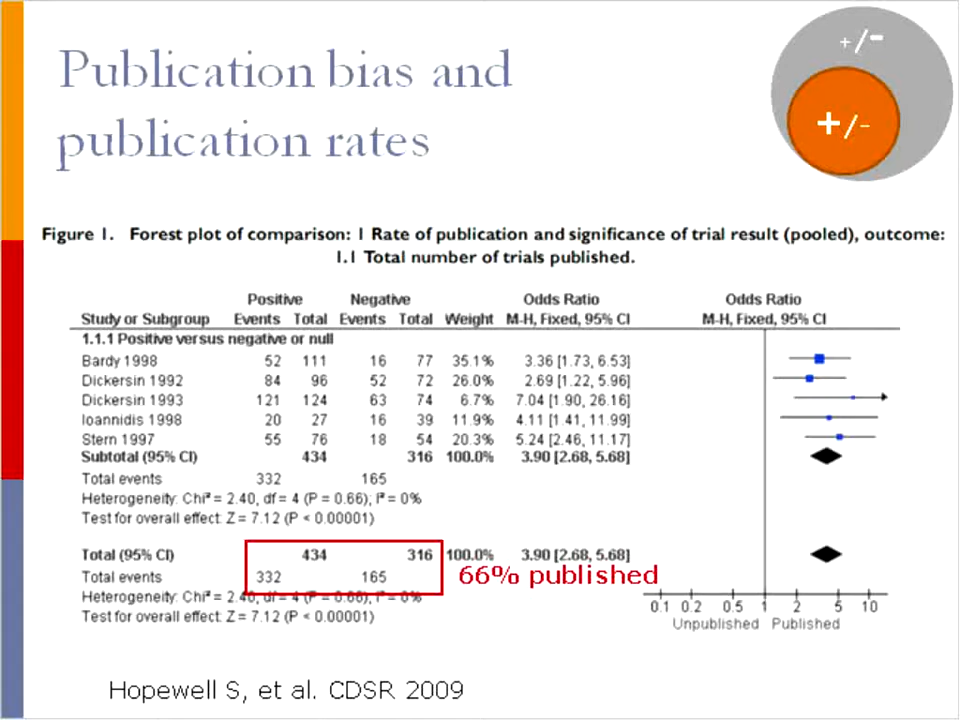 Publication bias and
publication rates
+/-
+/-
Figure 1. Forest plot of comparison: 1 Rate of publication and significance of trial result (pooled), outcome:
1.1 Total number of trials published.
Positive Negative Odds Ratio Odds Ratio
Study or Subgroup Events Total Events Total Weight M-H, Fixed, 95% CI M-H, Fixed, 95% CI
1.1.1 Positive versus negative or null
Bardy 1998 52 111 16 77 35.1% 3.36 [1.73, 6.53]
Dickersin 1992 84 96 52 72 26.0% 2.69 [1.22, 5.96]
Dickersin 1993 121 124 63 74 6.7% 7.04 [1.90, 26.16]
Ioannidis 1998 20 27 16 39 11.9% 4.11 [1.41, 11.99]
Stern 1997 55 76 18 54 20.3% 5.24 [2.46, 11.17]
Subtotal (95% CI) 434 316 100.0% 3.90 [2.68, 5.68]
Total events 332 165
Heterogeneity: Chi² = 2.40, df = 4 (P = 0.66); I² = 0%
Test for overall effect: Z = 7.12 (P < 0.00001)
Total (95% CI) 434 316 100.0% 3.90 [2.68, 5.68]
Total events 332 165
66% published
Heterogeneity: Chi² = 2.40, df = 4 (P = 0.66); I² = 0%
Test for overall effect: Z = 7.12 (P < 0.00001)
0.1 0.2 0.5 1 2 5 10
Unpublished Published
Hopewell S, et al. CDSR 2009